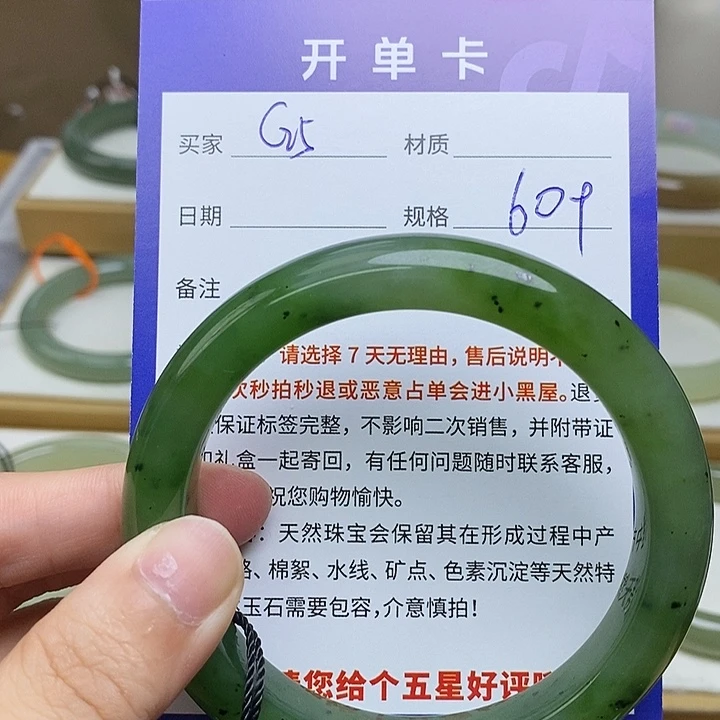 开单卡
买家 G25 材质
日期 规格 60+
备注
请选择7天无理由，售后说明
秒拍秒退或恶意占单会进小黑屋。退
保证标签完整，不影响二次销售，并附带证
礼盒一起寄回，有任何问题随时联系客服，
祝您购物愉快。
：天然珠宝会保留其在形成过程中产
、棉絮、水线、矿点、色素沉淀等天然特
玉石需要包容，介意慎拍！
您给个五星好评